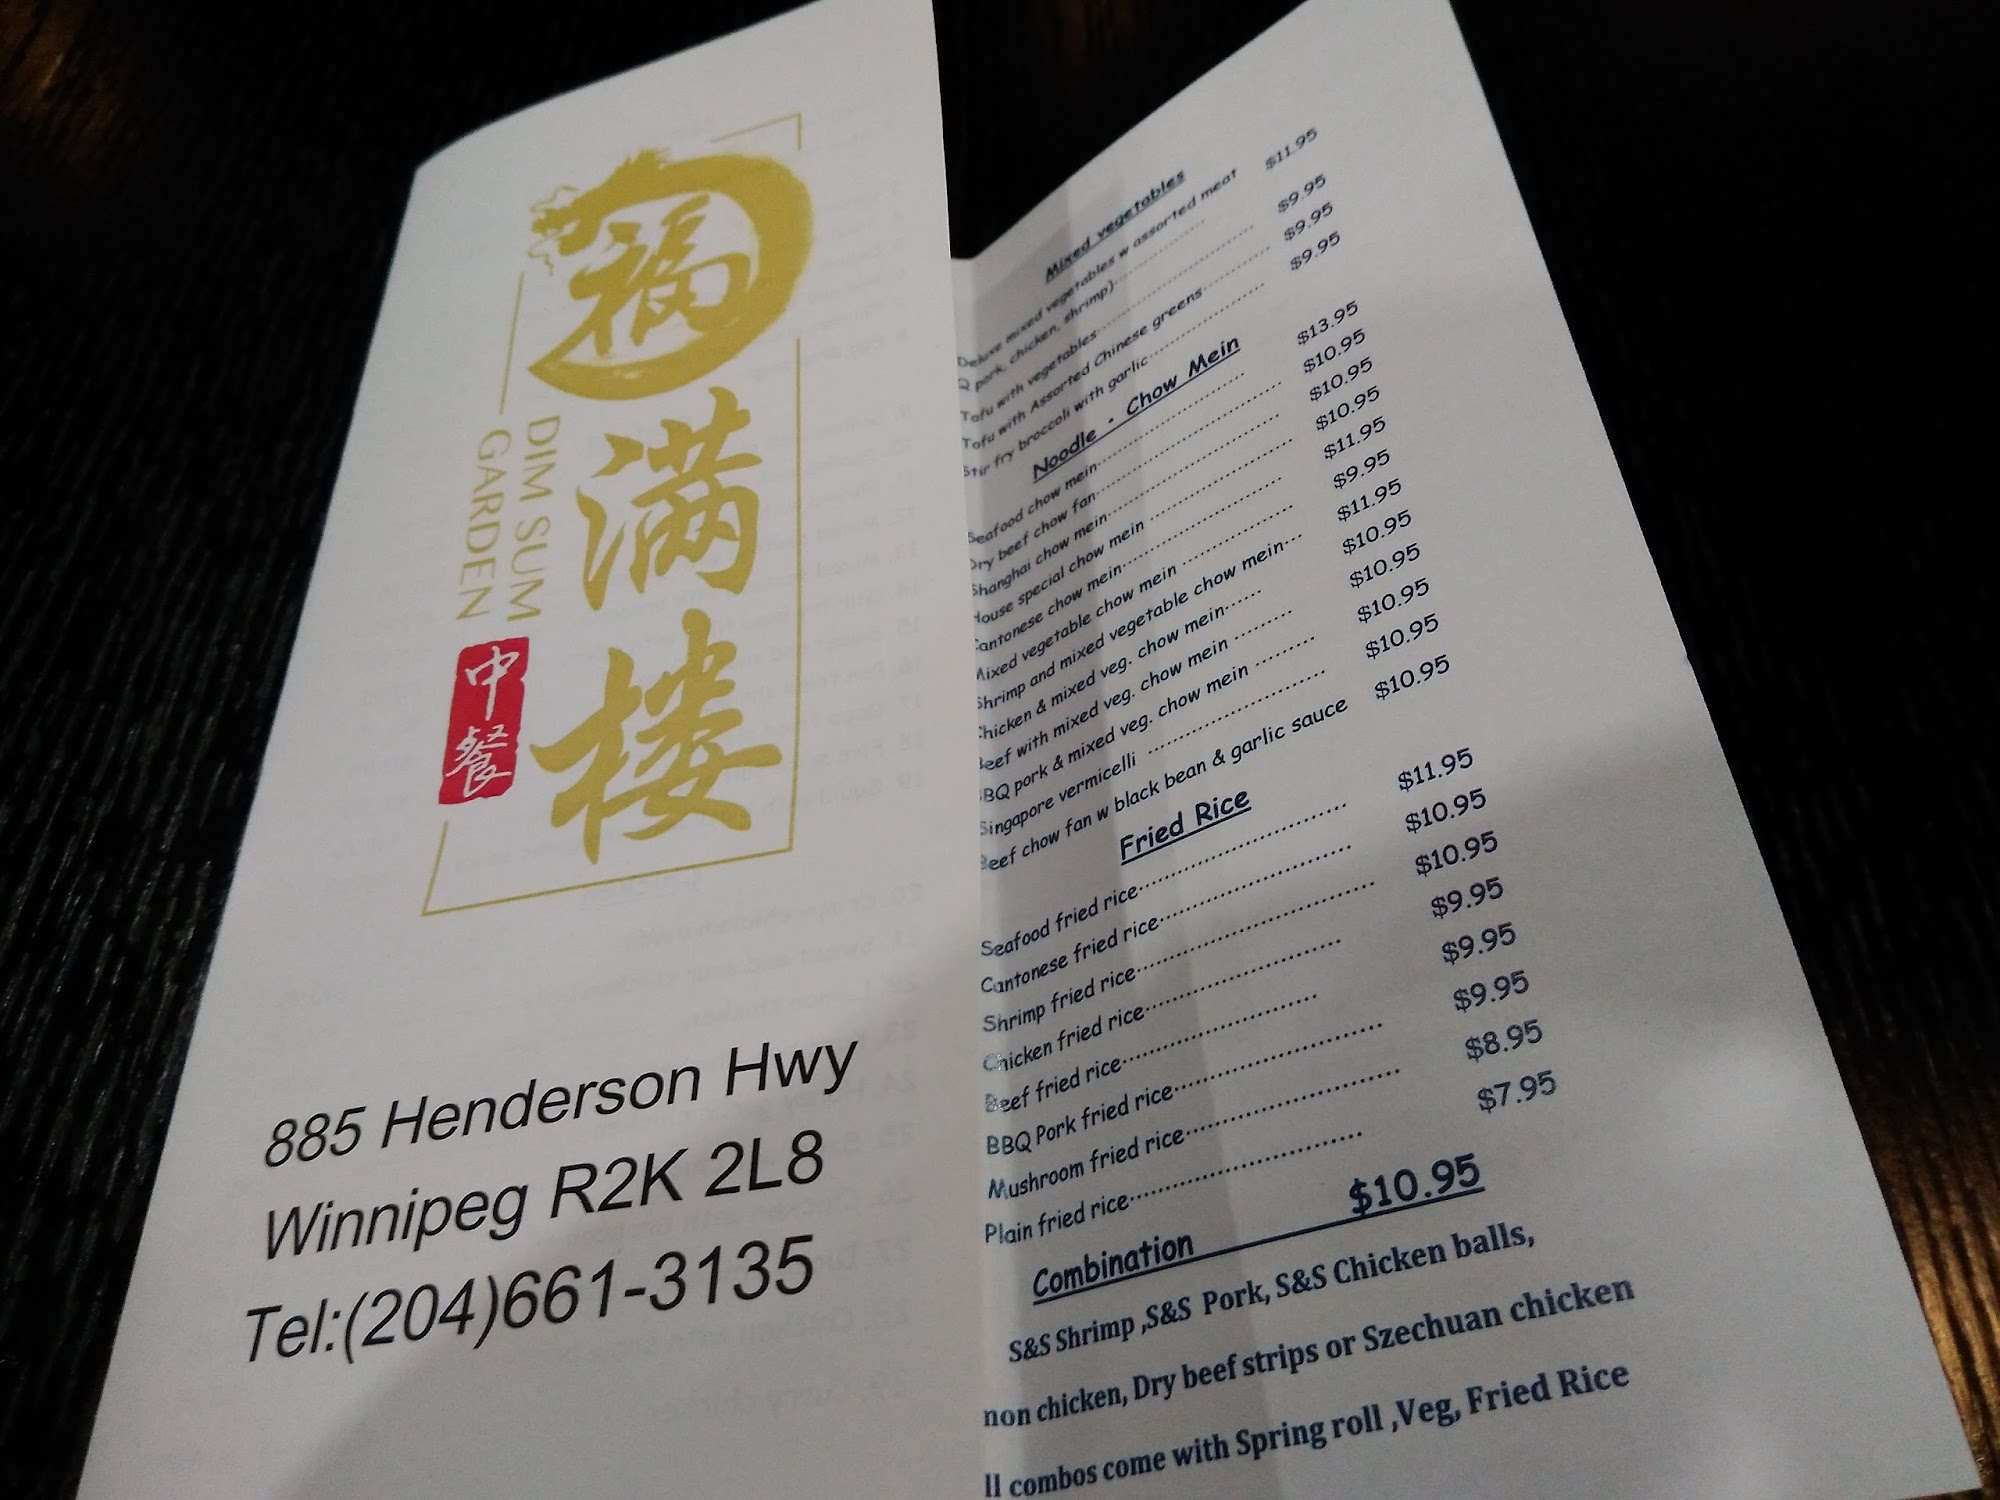 福
满
楼
DIM SUM
GARDEN
中
餐
885 Henderson Hwy
Winnipeg R2K 2L8
Tel:(204)661-3135
Mixed vegetables
Deluxe mixed vegetables w assorted meat $11.95
Q pork, chicken, shrimp)
Tofu with vegetables $9.95
Tofu with Assorted Chinese greens $9.95
Stir fry broccoli with garlic $9.95
Noodle - Chow Mein
Seafood chow mein $13.95
Dry beef chow fan $10.95
Shanghai chow mein $10.95
House special chow mein $10.95
Cantonese chow mein $11.95
Mixed vegetable chow mein $9.95
Shrimp and mixed vegetable chow mein $11.95
Chicken & mixed veg. chow mein $10.95
Beef with mixed veg. chow mein $10.95
BBQ pork & mixed veg. chow mein $10.95
Singapore vermicelli $10.95
Beef chow fan w black bean & garlic sauce $10.95
Fried Rice
Seafood fried rice $11.95
Cantonese fried rice $10.95
Shrimp fried rice $10.95
Chicken fried rice $9.95
Beef fried rice $9.95
BBQ Pork fried rice $9.95
Mushroom fried rice $8.95
Plain fried rice $7.95
Combination $10.95
S&S Shrimp ,S&S Pork, S&S Chicken balls,
non chicken, Dry beef strips or Szechuan chicken
ll combos come with Spring roll ,Veg, Fried Rice